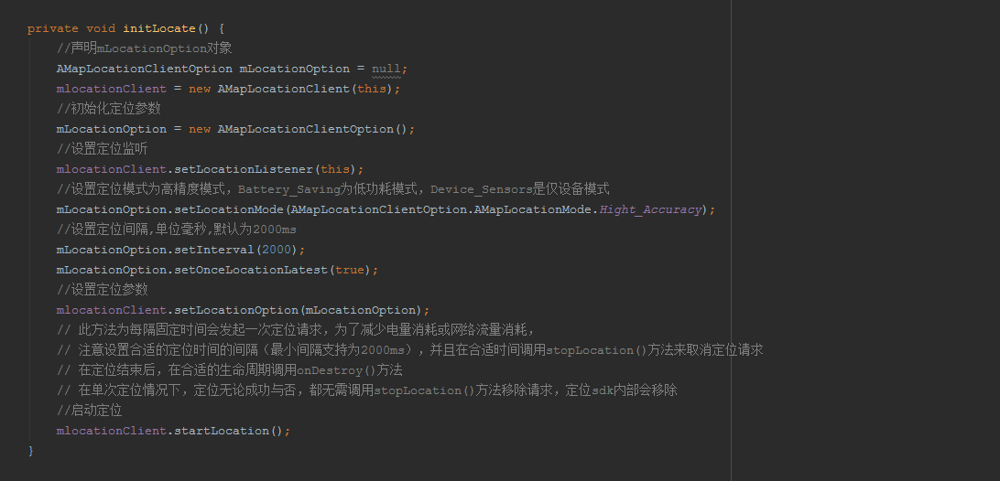 private void initLocate() {
//声明mLocationOption对象
AMapLocationClientOption mLocationOption = null;
mlocationClient = new AMapLocationClient(this);
//初始化定位参数
mLocationOption = new AMapLocationClientOption();
//设置定位监听
mlocationClient.setLocationListener(this);
//设置定位模式为高精度模式，Battery_Saving为低功耗模式，Device_Sensors是仅设备模式
mLocationOption.setLocationMode(AMapLocationClientOption.AMapLocationMode.Hight_Accuracy);
//设置定位间隔,单位毫秒,默认为2000ms
mLocationOption.setInterval(2000);
mLocationOption.setOnceLocationLatest(true);
//设置定位参数
mlocationClient.setLocationOption(mLocationOption);
// 此方法为每隔固定时间会发起一次定位请求，为了减少电量消耗或网络流量消耗，
// 注意设置合适的定位时间的间隔（最小间隔支持为2000ms），并且在合适时间调用stopLocation()方法来取消定位请求
// 在定位结束后，在合适的生命周期调用onDestroy()方法
// 在单次定位情况下，定位无论成功与否，都无需调用stopLocation()方法移除请求，定位sdk内部会移除
//启动定位
mlocationClient.startLocation();
}